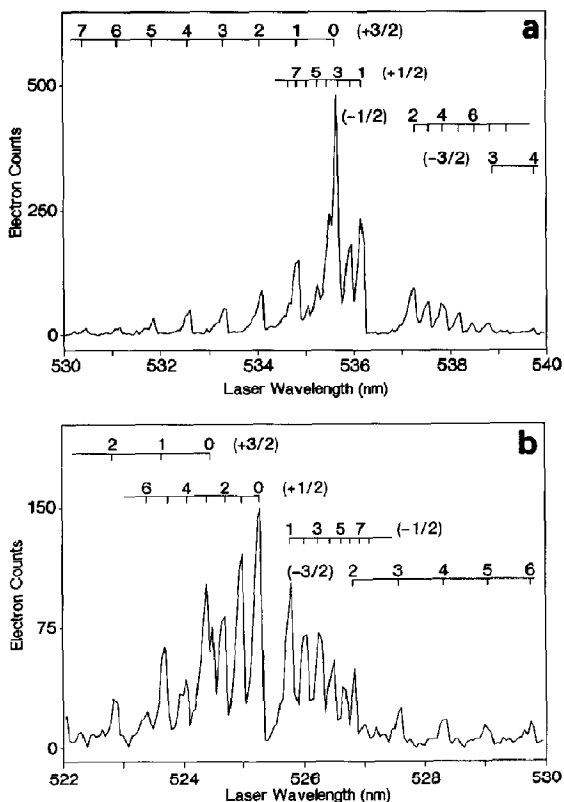 a
7 6 5 4 3 2 1 0 (+3/2)
7 5 3 1 (+1/2)
(-1/2) 2 4 6
(-3/2) 3 4
500
250
0
Electron Counts
530 532 534 536 538 540
Laser Wavelength (nm)
b
2 1 0 (+3/2)
6 4 2 0 (+1/2)
1 3 5 7 (-1/2)
(-3/2) 2 3 4 5 6
150
75
0
Electron Counts
522 524 526 528 530
Laser Wavelength (nm)